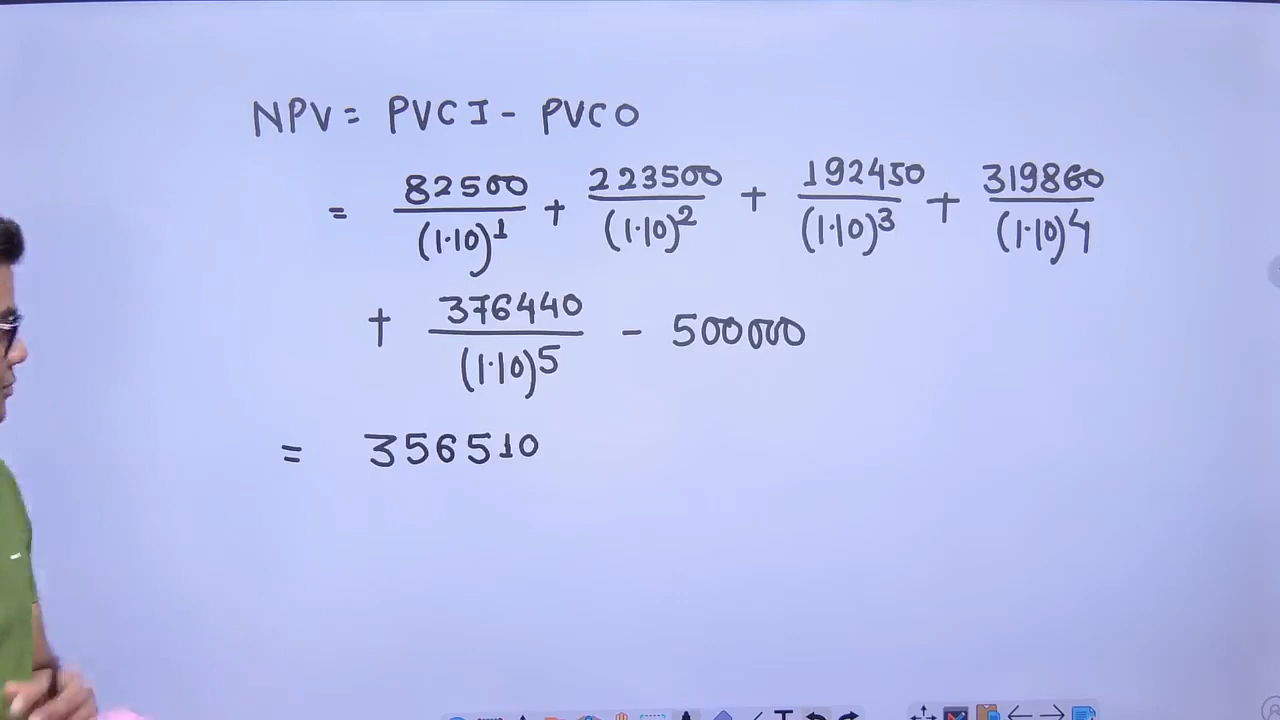 NPV = PVCI - PVCO
= 82500/(1·10)^1 + 223500/(1·10)^2 + 192450/(1·10)^3 + 319860/(1·10)^4
+ 376440/(1·10)^5 - 500000
= 356510